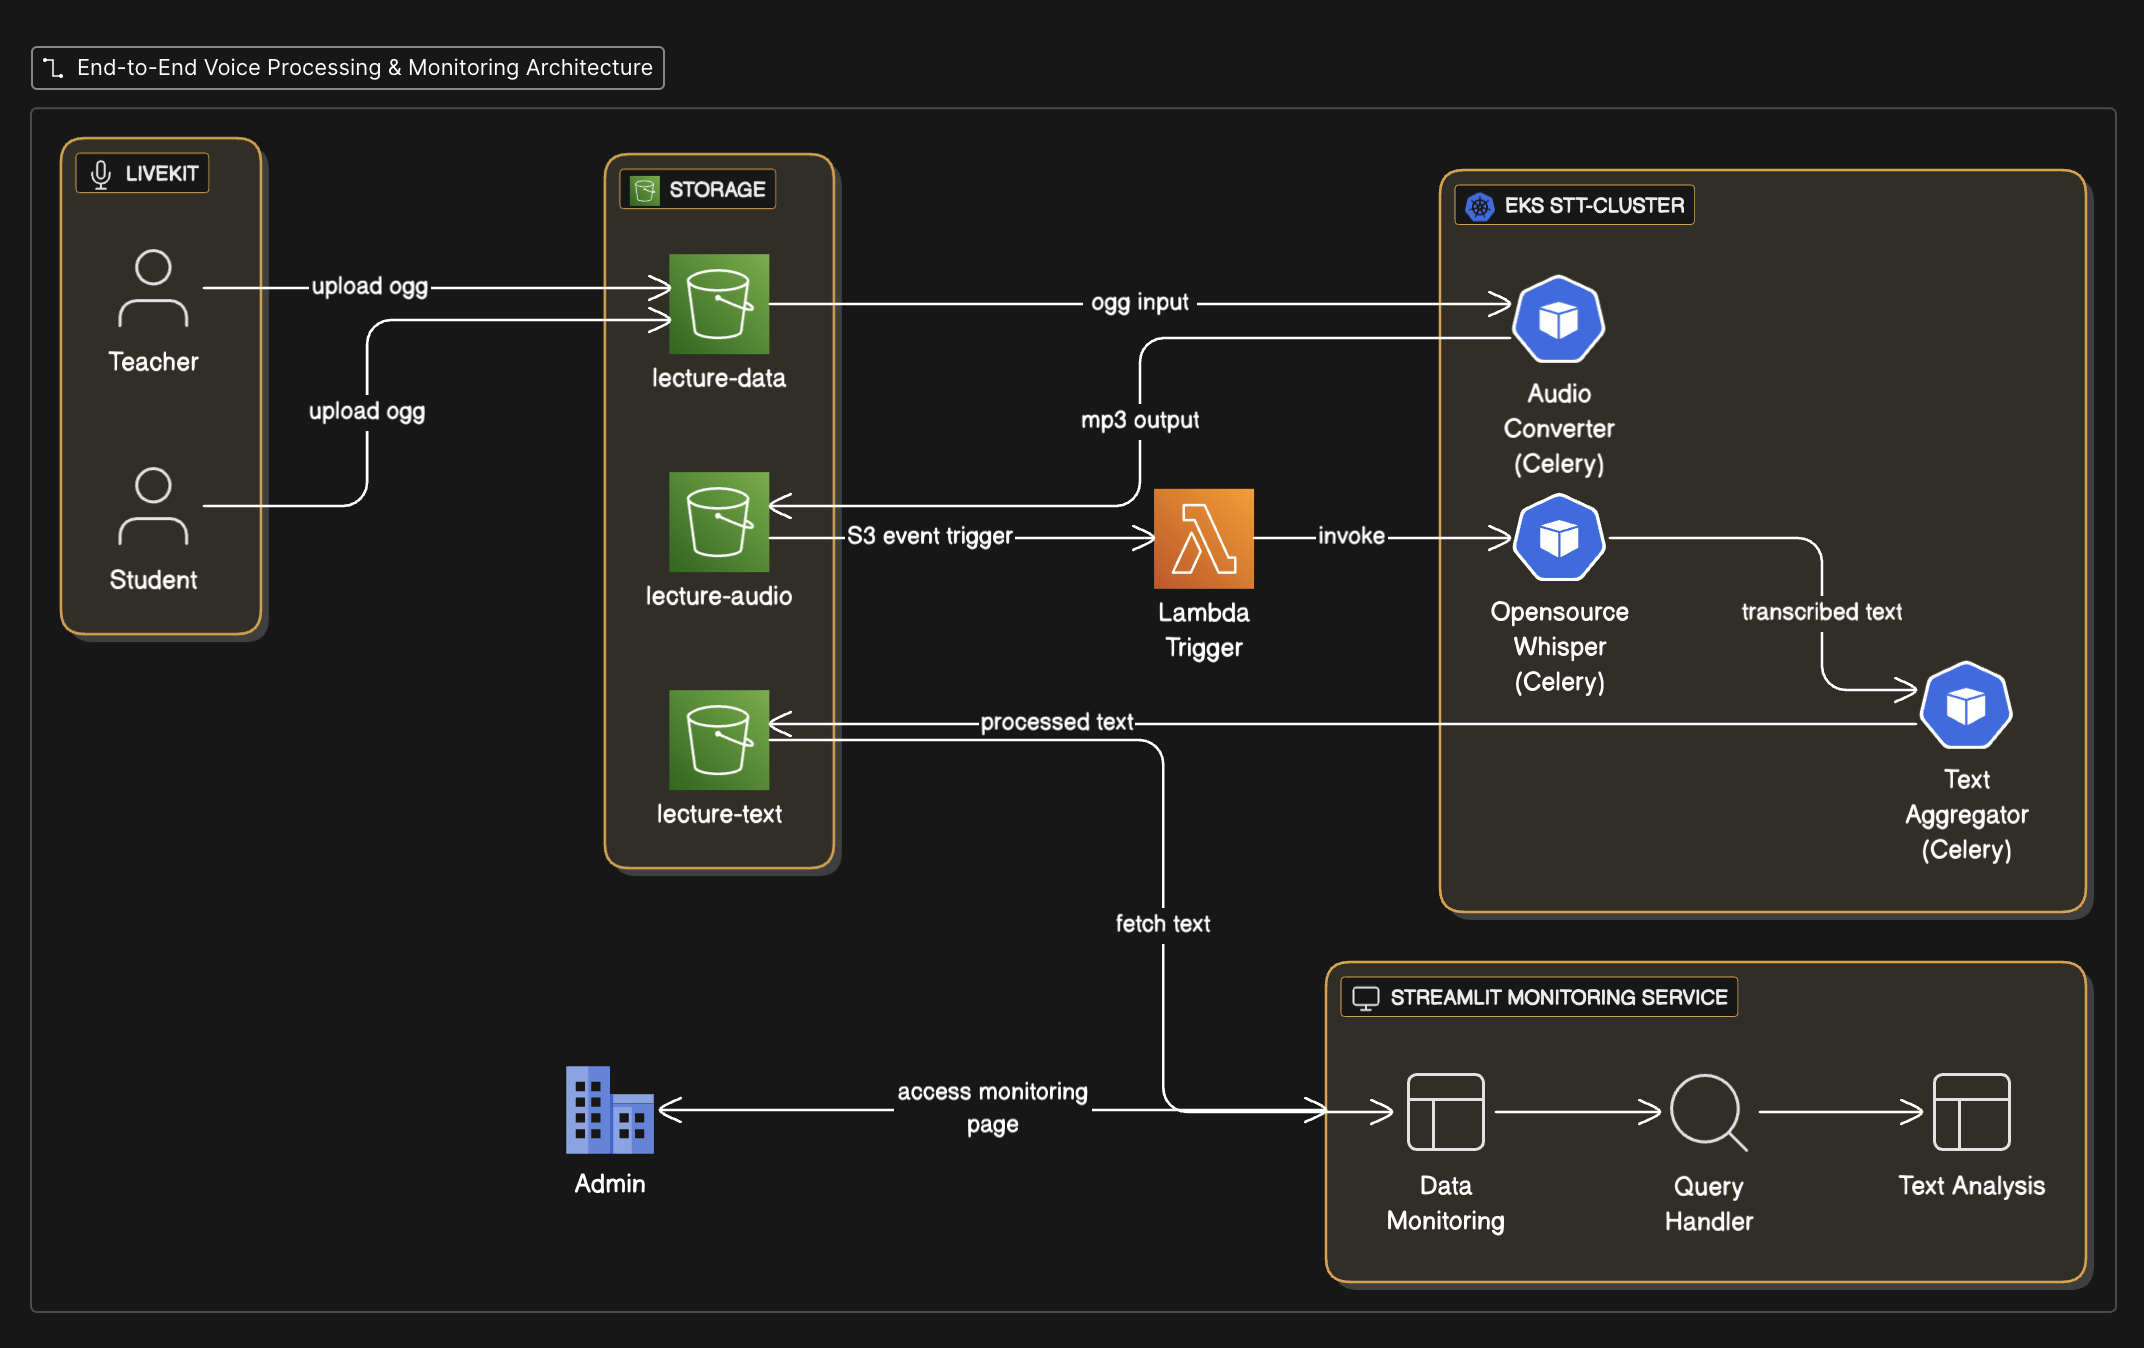 End-to-End Voice Processing & Monitoring Architecture
LIVEKIT
Teacher
Student
upload ogg
upload ogg
STORAGE
lecture-data
lecture-audio
lecture-text
ogg input
mp3 output
S3 event trigger
Lambda
Trigger
invoke
EKS STT-CLUSTER
Audio
Converter
(Celery)
Opensource
Whisper
(Celery)
transcribed text
Text
Aggregator
(Celery)
processed text
fetch text
Admin
access monitoring
page
STREAMLIT MONITORING SERVICE
Data
Monitoring
Query
Handler
Text Analysis